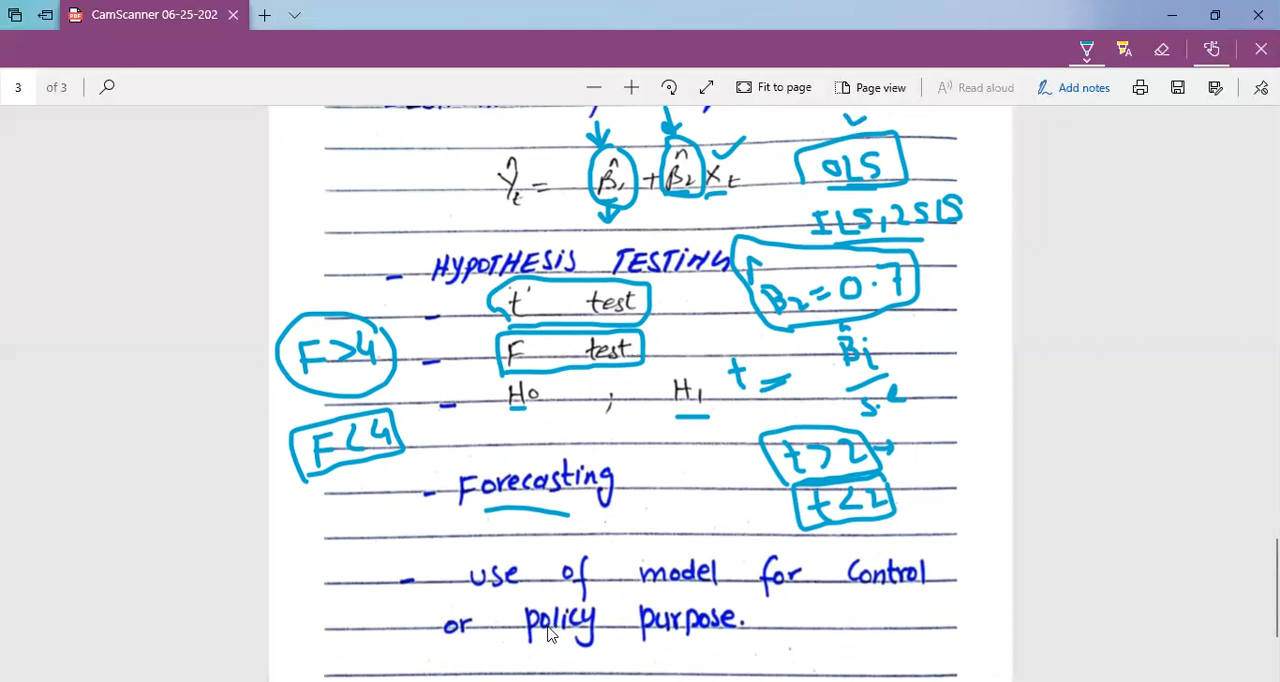 CamScanner 06-25-202
3 of 3
Fit to page
Page view
Read aloud
Add notes
Ŷt = β̂1 + β̂2 Xt
OLS
ILS, 2SLS
- HYPOTHESIS TESTING
B2 = 0.7
- t' test
- F test
F>4
t = B̂i / s.e
- H0 ; H1
F<4
t>2 →
t<2
- Forecasting
- use of model for control
or policy purpose.